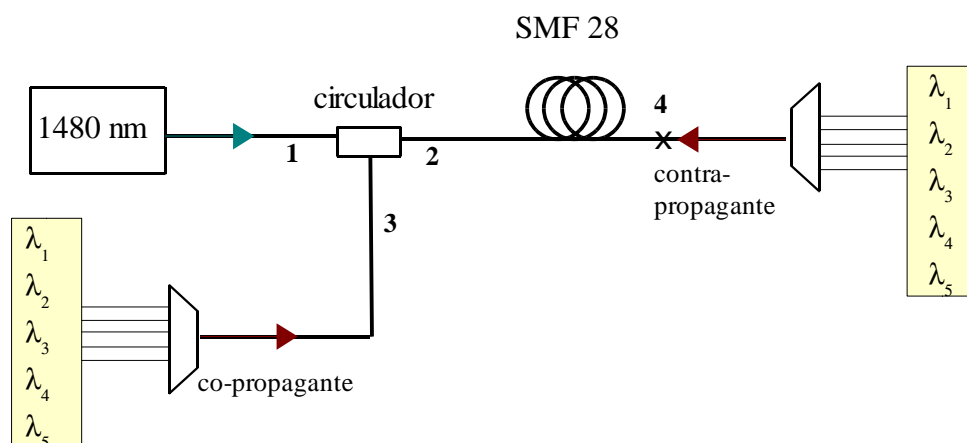 SMF 28
1480 nm
circulador
1
2
3
4
contra-
propagante
λ1
λ2
λ3
λ4
λ5
λ1
λ2
λ3
λ4
λ5
co-propagante